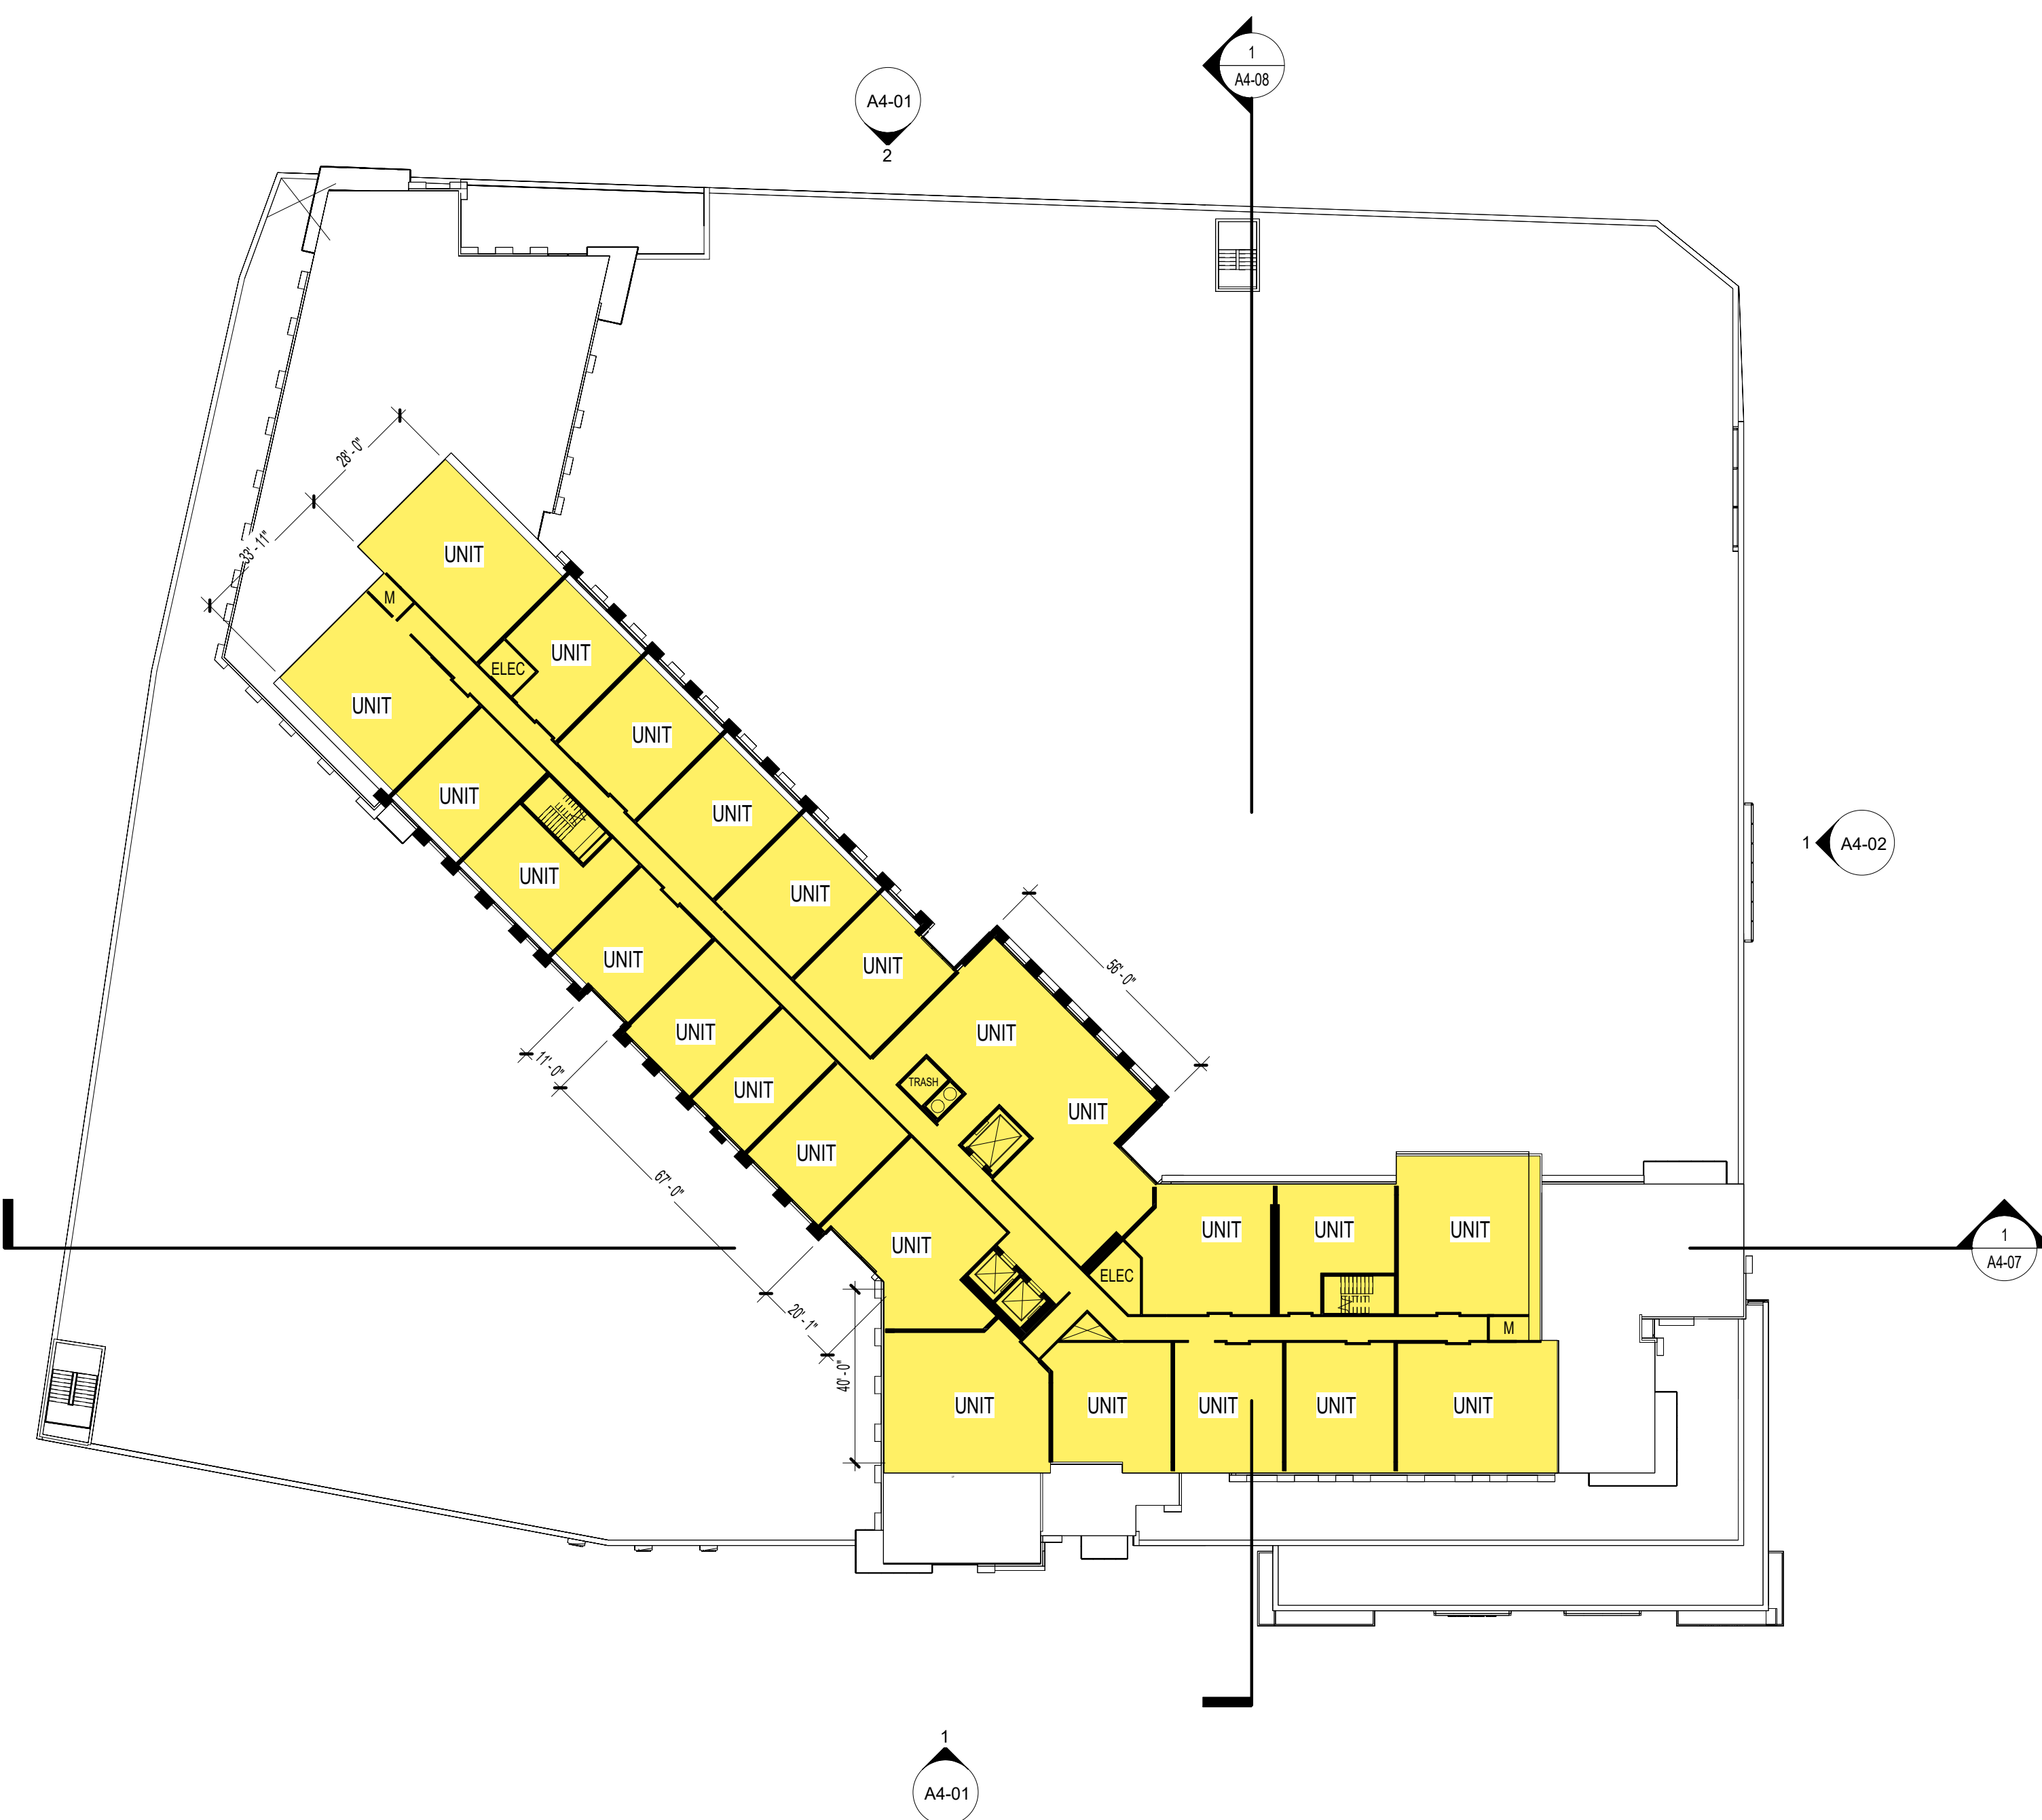 1
A4-08
A4-01
2
28' - 0"
33' - 11"
UNIT
M
UNIT
ELEC
UNIT
UNIT
UNIT
UNIT
UNIT
1
A4-02
UNIT
UNIT
UNIT
UNIT
56' - 0"
UNIT
UNIT
11' - 0"
TRASH
UNIT
UNIT
UNIT
67' - 0"
UNIT
UNIT
UNIT
UNIT
1
A4-07
ELEC
20' - 1"
M
40' - 0"
UNIT
UNIT
UNIT
UNIT
UNIT
1
A4-01